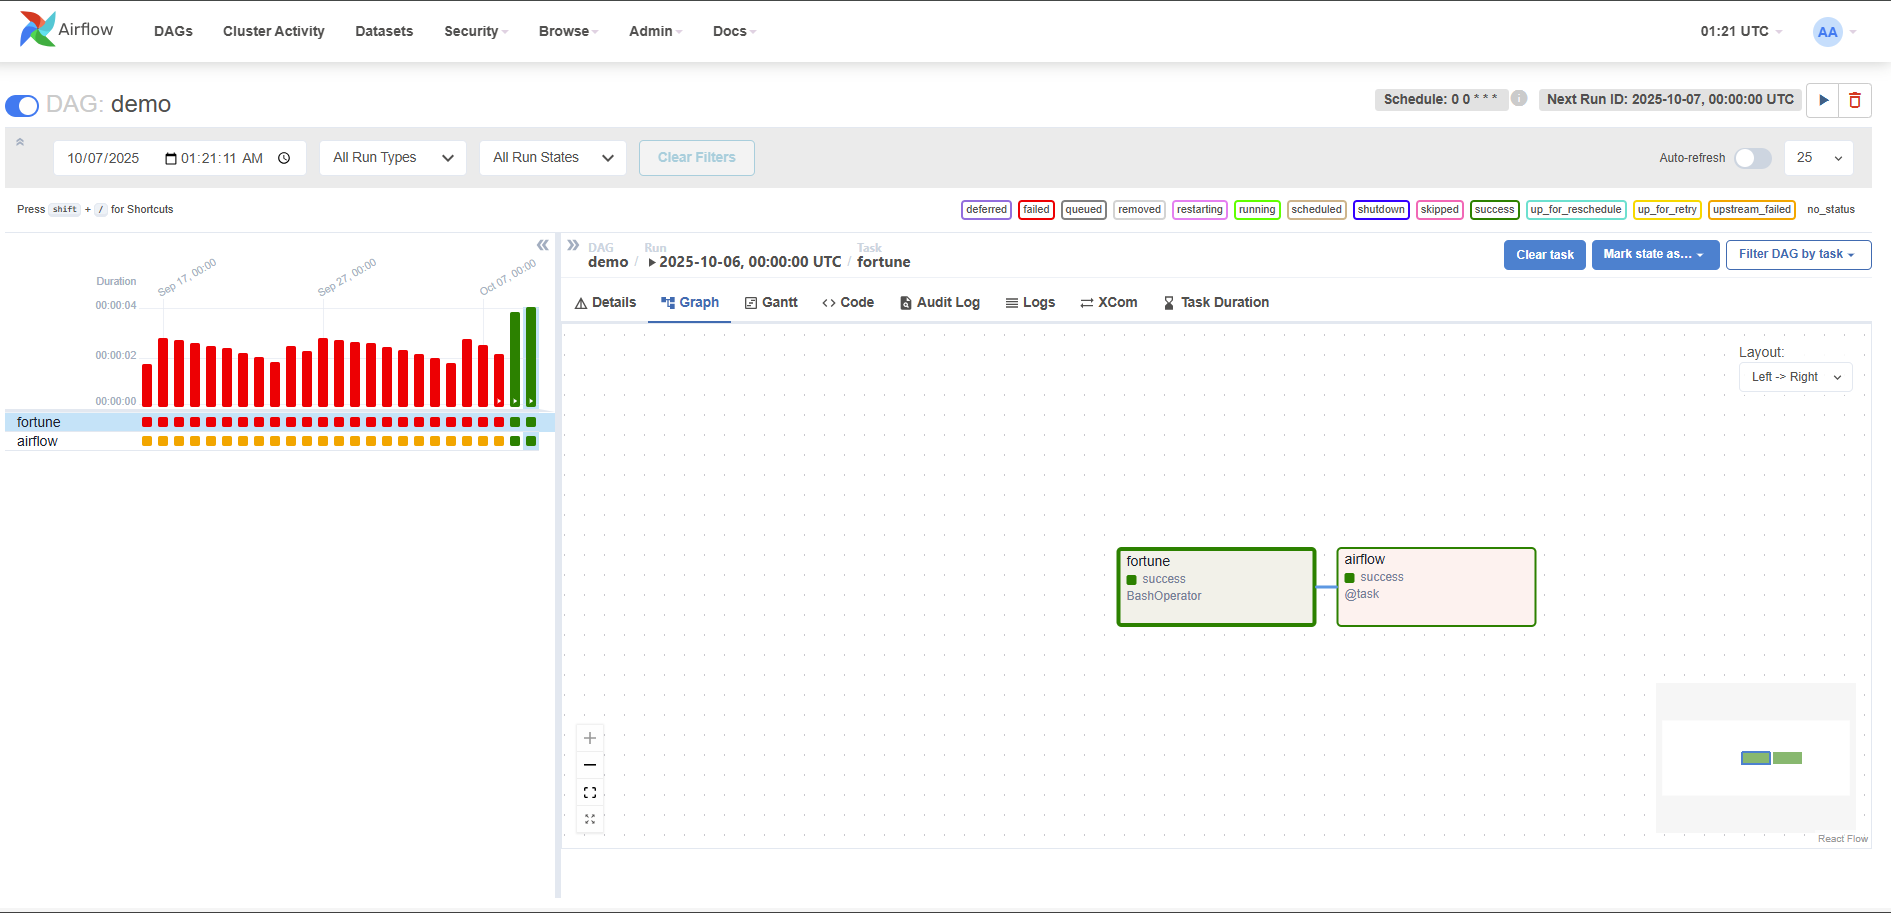 Airflow DAGs Cluster Activity Datasets Security Browse Admin Docs 01:21 UTC AA
DAG: demo Schedule: 0 0 * * * i Next Run ID: 2025-10-07, 00:00:00 UTC
10/07/2025 01:21:11 AM All Run Types All Run States Clear Filters Auto-refresh 25
Press shift + / for Shortcuts deferred failed queued removed restarting running scheduled shutdown skipped success up_for_reschedule up_for_retry upstream_failed no_status
Duration
Sep 17, 00:00 Sep 27, 00:00 Oct 07, 00:00
00:00:04
00:00:02
00:00:00
fortune
airflow
DAG Run Task
demo / 2025-10-06, 00:00:00 UTC / fortune
Clear task Mark state as... Filter DAG by task
Details Graph Gantt Code Audit Log Logs XCom Task Duration
Layout:
Left -> Right
fortune
success
BashOperator
airflow
success
@task
React Flow